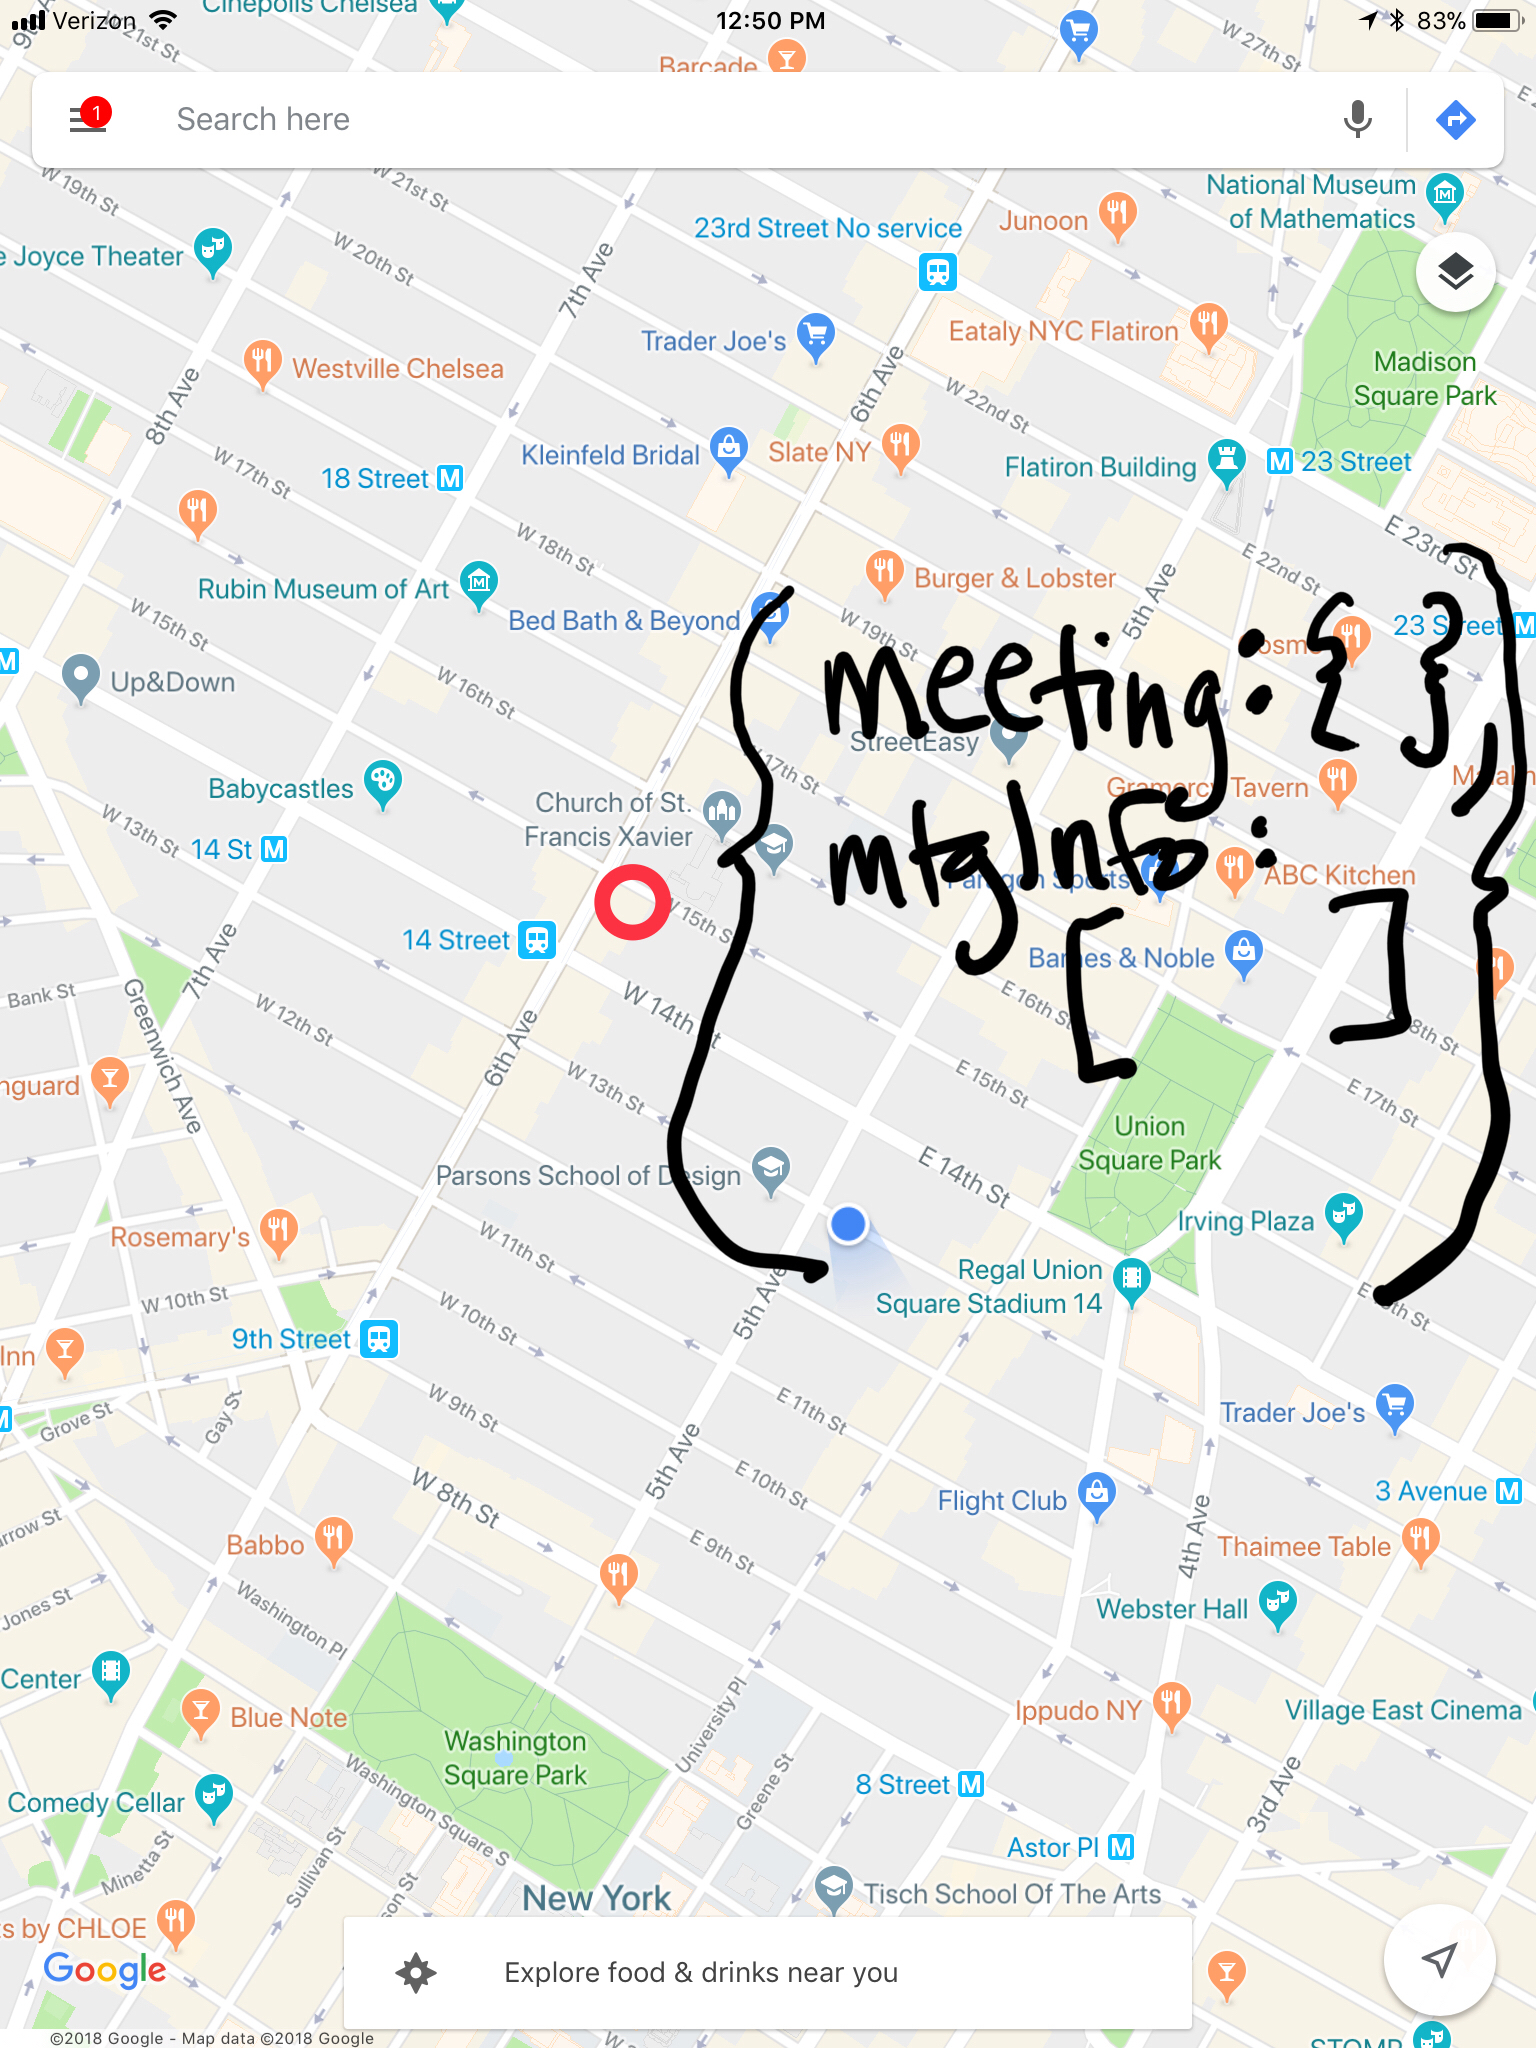 Cinépolis Chelsea
Verizon
12:50 PM
83%
W 21st St
W 27th St
Barcade
1
Search here
W 19th St
W 21st St
National Museum
of Mathematics
Junoon
23rd Street No service
e Joyce Theater
W 20th St
7th Ave
Trader Joe's
Eataly NYC Flatiron
Madison
Square Park
Westville Chelsea
8th Ave
6th Ave
W 22nd St
Kleinfeld Bridal
Slate NY
Flatiron Building
M 23 Street
18 Street M
W 17th St
E 23rd St
W 18th St
E 22nd St
Rubin Museum of Art
Burger & Lobster
5th Ave
Bed Bath & Beyond
W 15th St
W 19th St
23 Street M
{ meeting: { },
M
Up&Down
W 16th St
StreetEasy
W 17th St
Gramercy Tavern
Babycastles
Church of St.
Francis Xavier
W 13th St
14 St M
mtgInfo:
Paragon Sports
ABC Kitchen
W 15th St
14 Street
7th Ave
[ ] }
Barnes & Noble
Bank St
Greenwich Ave
W 12th St
W 14th St
E 16th St
8th St
6th Ave
nguard
W 13th St
E 15th St
E 17th St
Union
Square Park
E 14th St
Parsons School of Design
Rosemary's
W 11th St
Irving Plaza
Regal Union
Square Stadium 14
W 10th St
5th Ave
W 10th St
9th Street
Inn
M
Grove St
Gay St
W 9th St
E 11th St
Trader Joe's
5th Ave
W 8th St
E 10th St
Flight Club
3 Avenue M
rrow St
Babbo
E 9th St
4th Ave
Thaimee Table
Jones St
Washington Pl
Webster Hall
Center
Blue Note
Washington
Square Park
University Pl
Ippudo NY
Village East Cinema
Comedy Cellar
Washington Square S
Greene St
8 Street M
3rd Ave
Minetta St
Sullivan St
son St
Astor Pl M
New York
Tisch School Of The Arts
s by CHLOE
Google
Explore food & drinks near you
©2018 Google - Map data ©2018 Google
STOMP